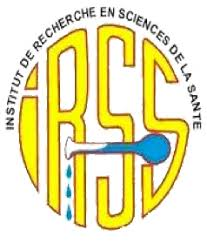 INSTITUT DE RECHERCHE EN SCIENCES DE LA SANTE
IRSS